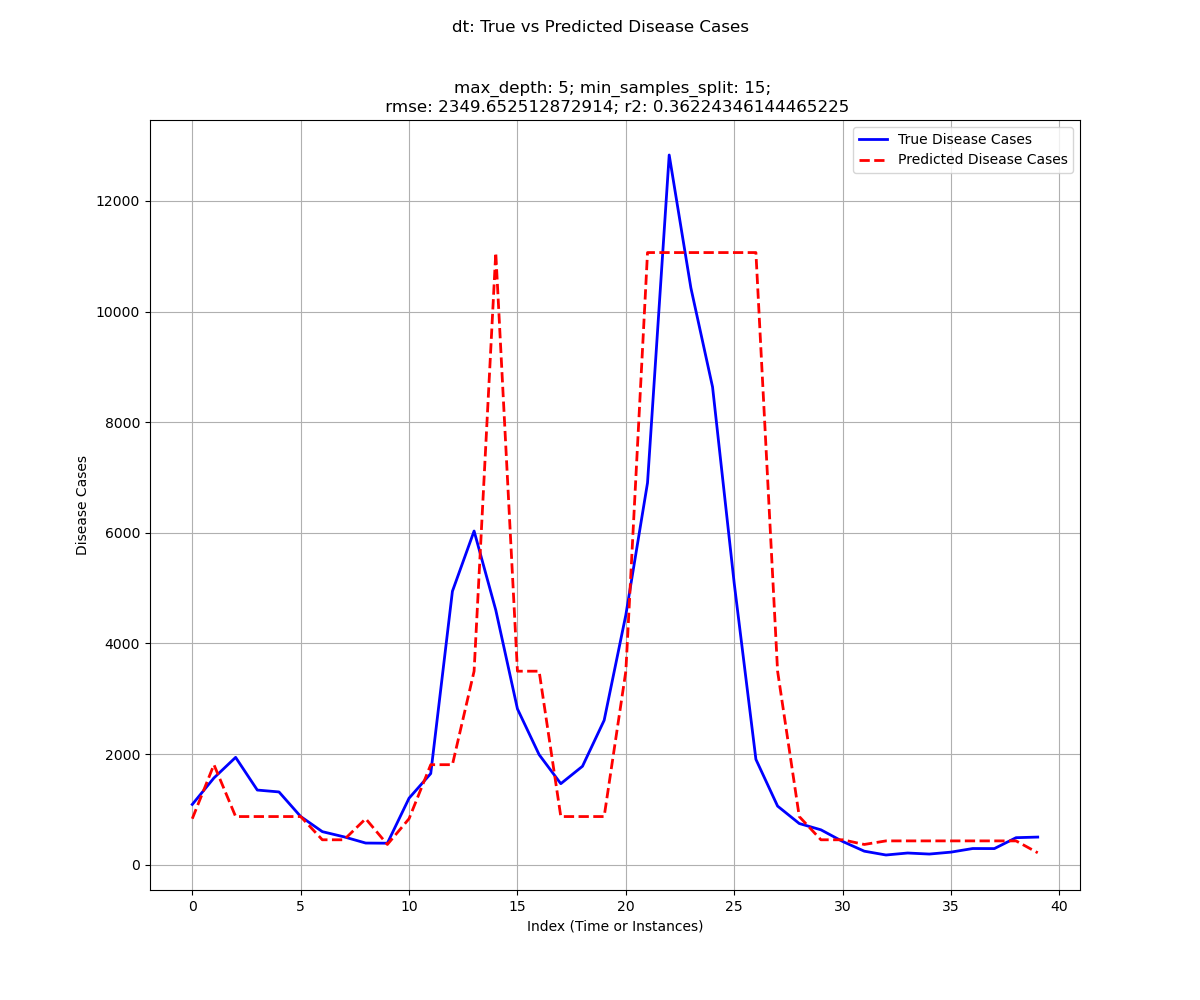 dt: True vs Predicted Disease Cases
max_depth: 5; min_samples_split: 15;
rmse: 2349.652512872914; r2: 0.36224346144465225
True Disease Cases
Predicted Disease Cases
12000
10000
8000
6000
4000
2000
0
Disease Cases
0 5 10 15 20 25 30 35 40
Index (Time or Instances)